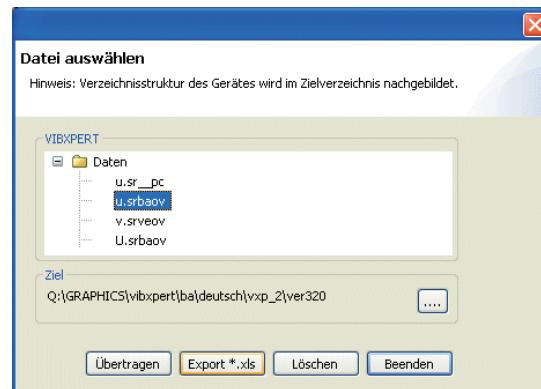 Datei auswählen
Hinweis: Verzeichnisstruktur des Gerätes wird im Zielverzeichnis nachgebildet.
VIBXPERT
Daten
u.sr__pc
u.srbaov
v.srveov
U.srbaov
Ziel
Q:\GRAPHICS\vibxpert\ba\deutsch\vxp_2\ver320
....
Übertragen Export *.xls Löschen Beenden